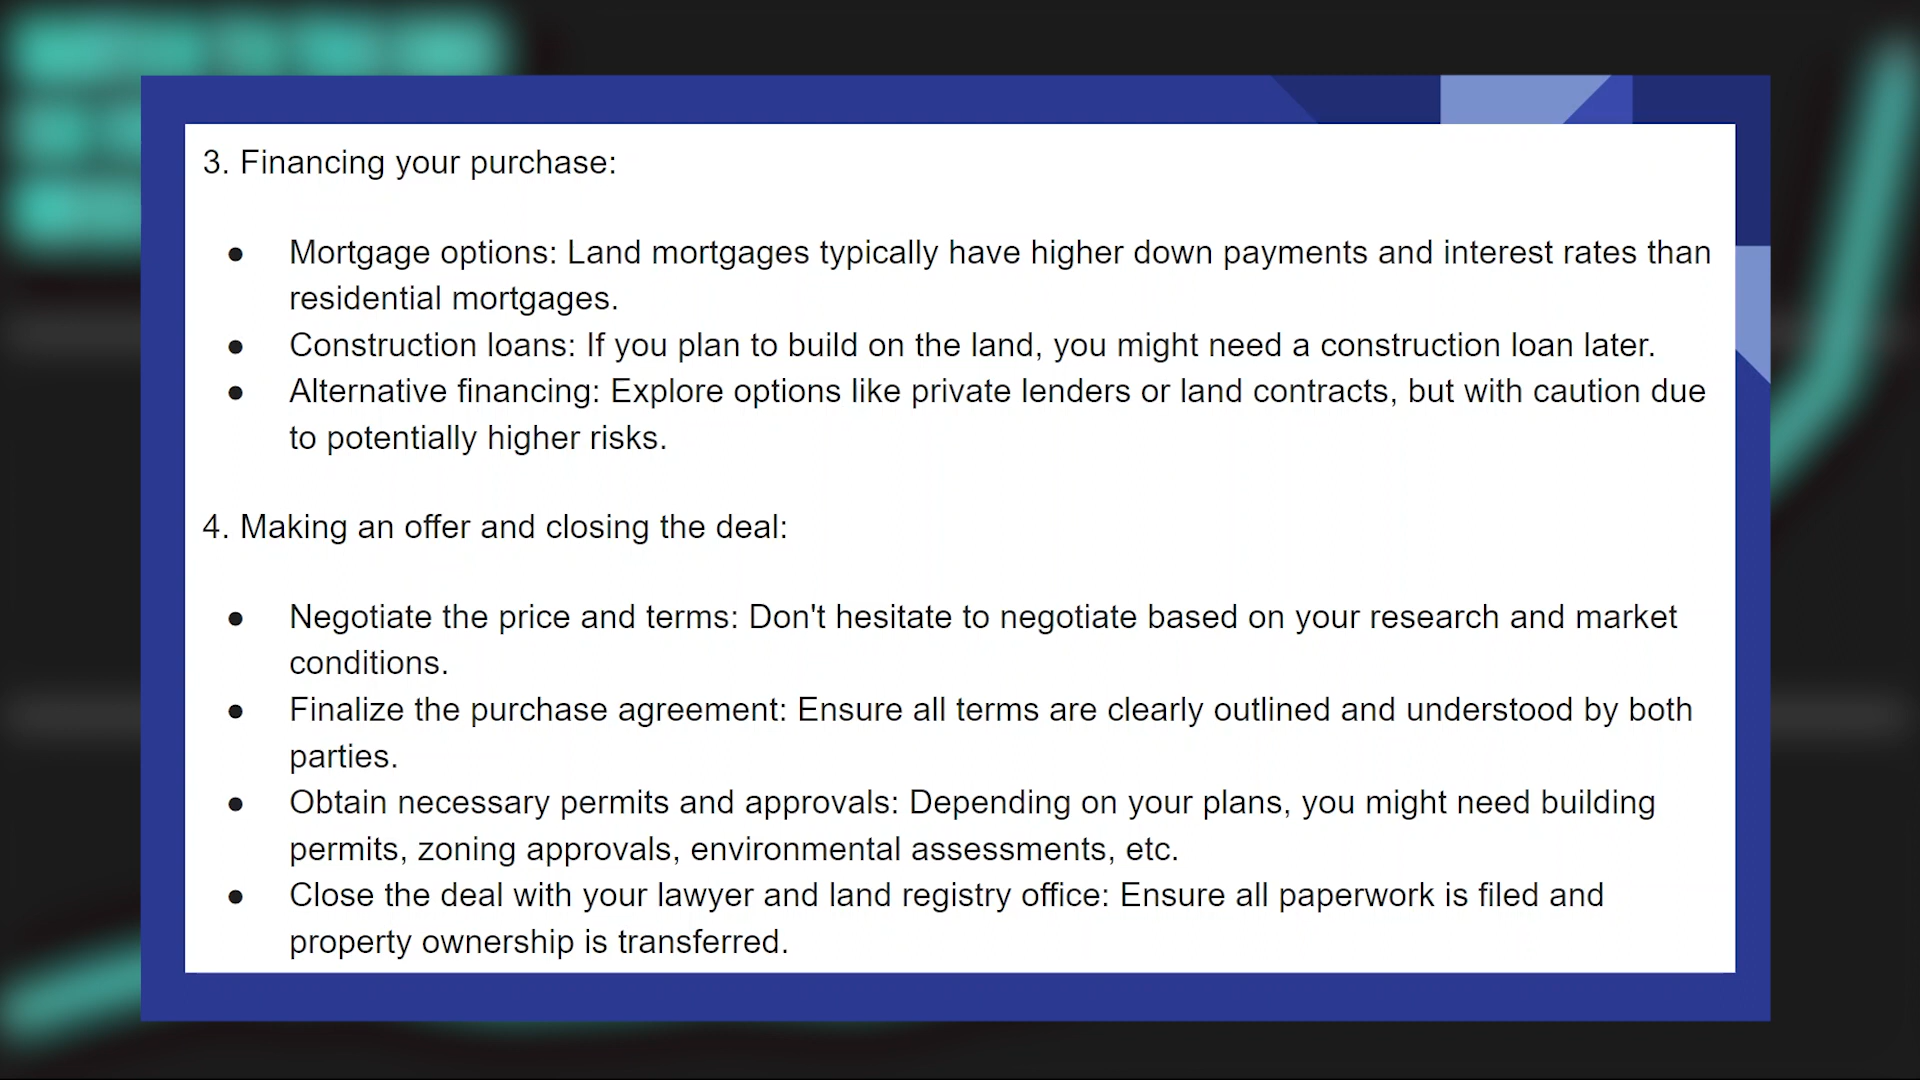 3. Financing your purchase:
● Mortgage options: Land mortgages typically have higher down payments and interest rates than
residential mortgages.
● Construction loans: If you plan to build on the land, you might need a construction loan later.
● Alternative financing: Explore options like private lenders or land contracts, but with caution due
to potentially higher risks.
4. Making an offer and closing the deal:
● Negotiate the price and terms: Don't hesitate to negotiate based on your research and market
conditions.
● Finalize the purchase agreement: Ensure all terms are clearly outlined and understood by both
parties.
● Obtain necessary permits and approvals: Depending on your plans, you might need building
permits, zoning approvals, environmental assessments, etc.
● Close the deal with your lawyer and land registry office: Ensure all paperwork is filed and
property ownership is transferred.